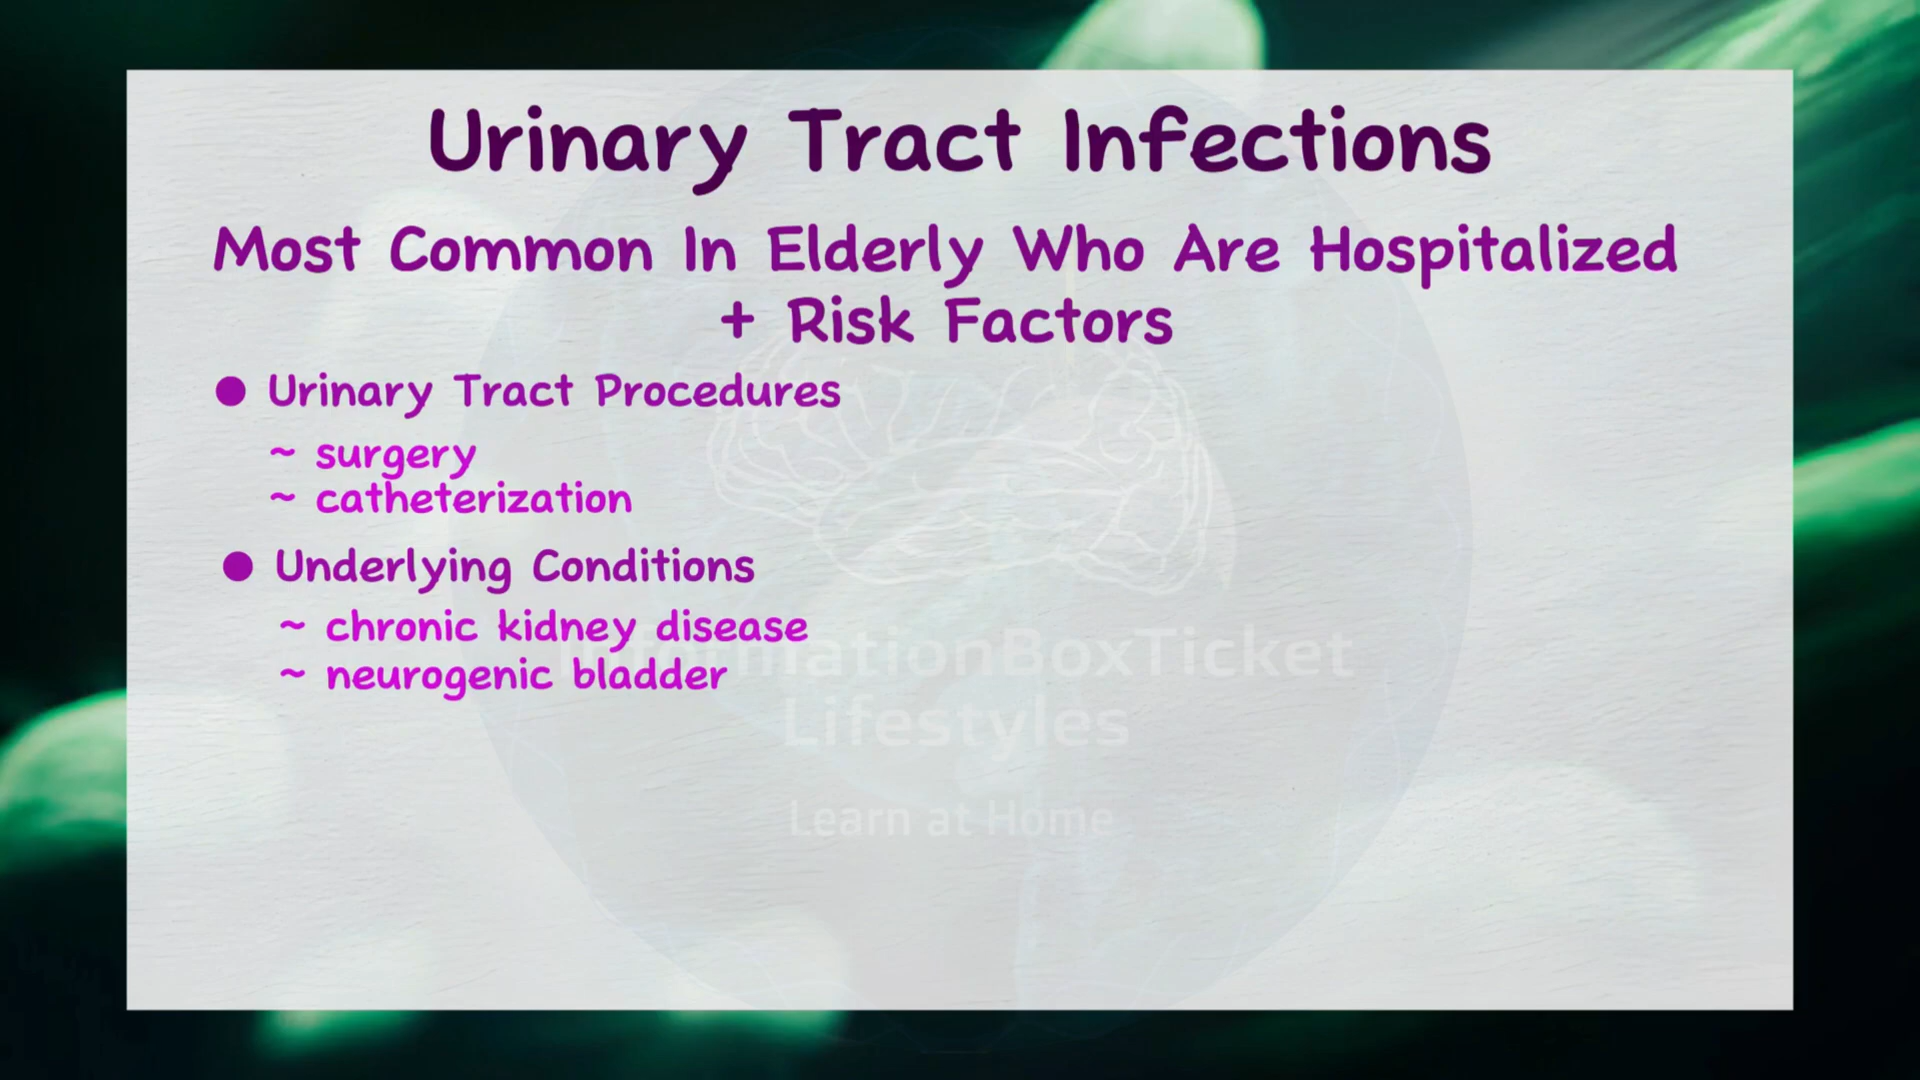 Urinary Tract Infections
Most Common In Elderly Who Are Hospitalized
+ Risk Factors
● Urinary Tract Procedures
~ surgery
~ catheterization
● Underlying Conditions
~ chronic kidney disease
~ neurogenic bladder
InformationBoxTicket
Lifestyles
Learn at Home